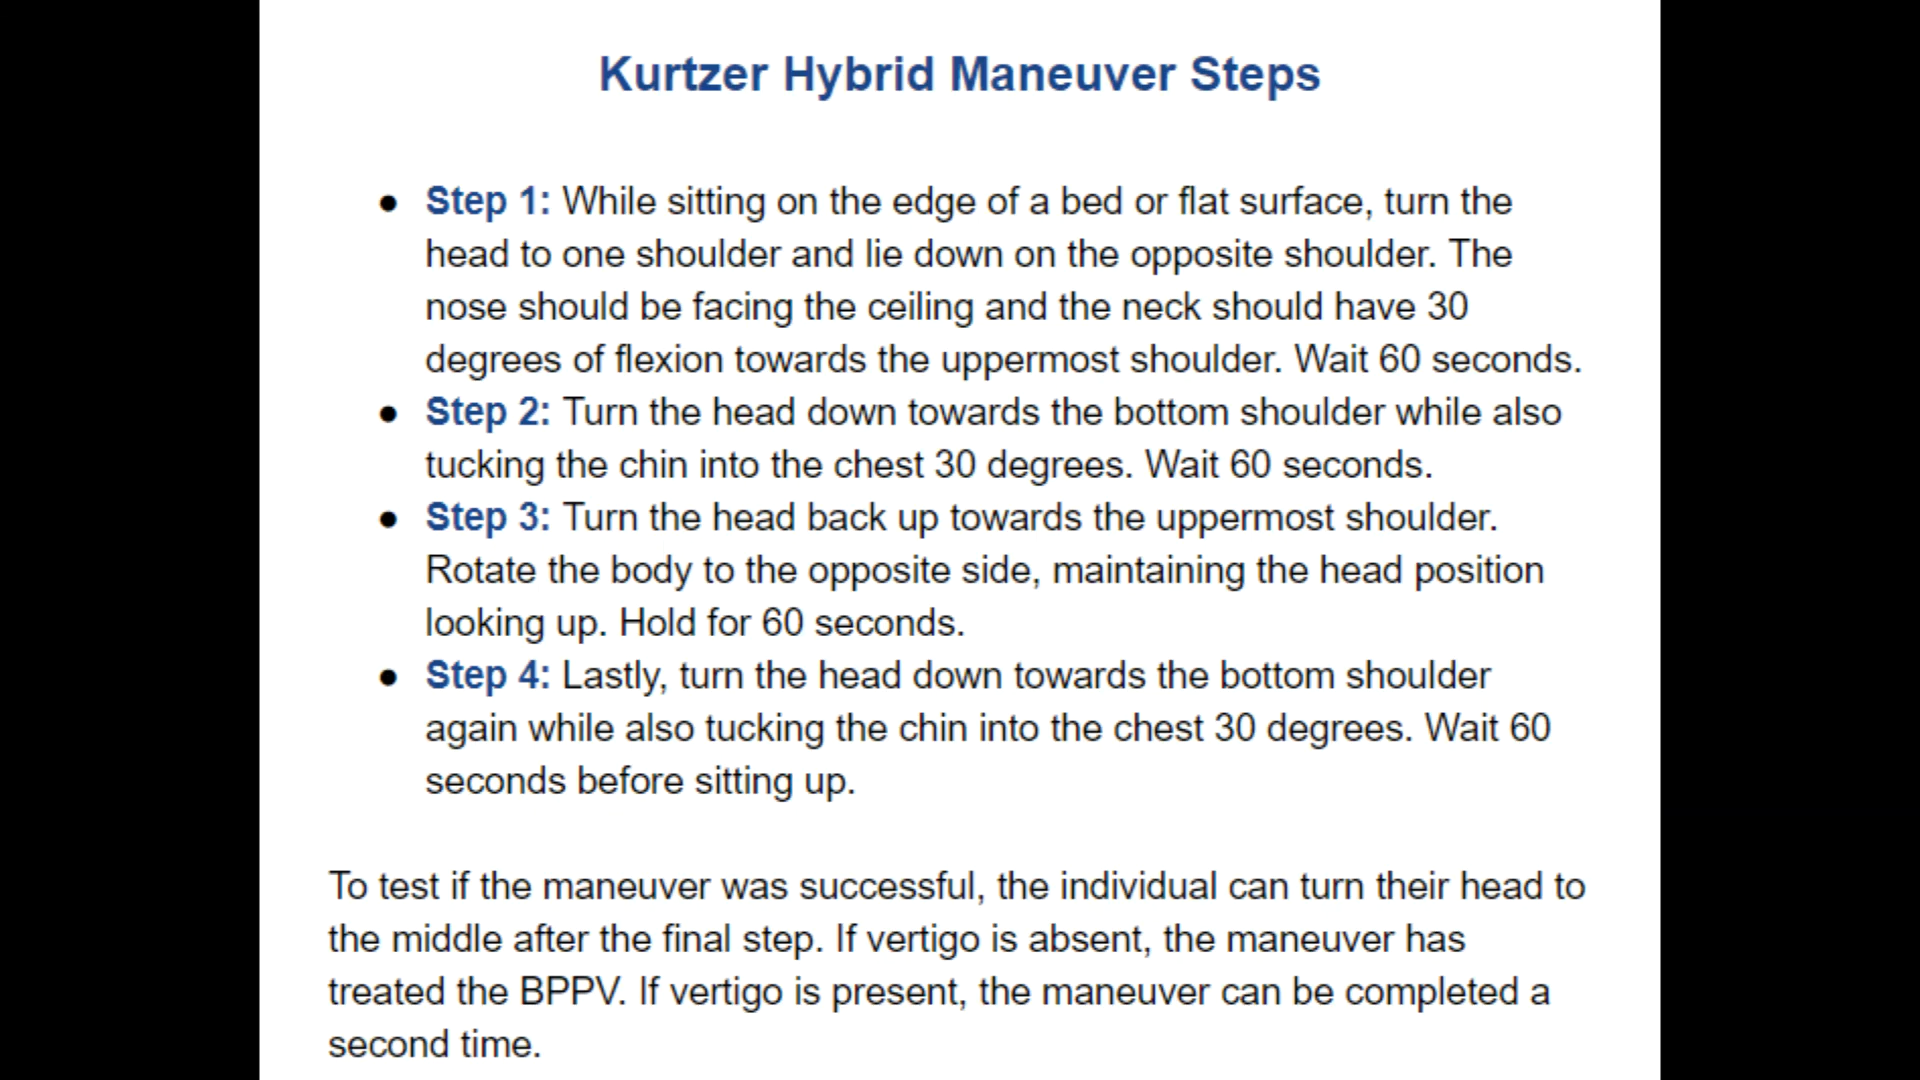 Kurtzer Hybrid Maneuver Steps
● Step 1: While sitting on the edge of a bed or flat surface, turn the
head to one shoulder and lie down on the opposite shoulder. The
nose should be facing the ceiling and the neck should have 30
degrees of flexion towards the uppermost shoulder. Wait 60 seconds.
● Step 2: Turn the head down towards the bottom shoulder while also
tucking the chin into the chest 30 degrees. Wait 60 seconds.
● Step 3: Turn the head back up towards the uppermost shoulder.
Rotate the body to the opposite side, maintaining the head position
looking up. Hold for 60 seconds.
● Step 4: Lastly, turn the head down towards the bottom shoulder
again while also tucking the chin into the chest 30 degrees. Wait 60
seconds before sitting up.
To test if the maneuver was successful, the individual can turn their head to
the middle after the final step. If vertigo is absent, the maneuver has
treated the BPPV. If vertigo is present, the maneuver can be completed a
second time.